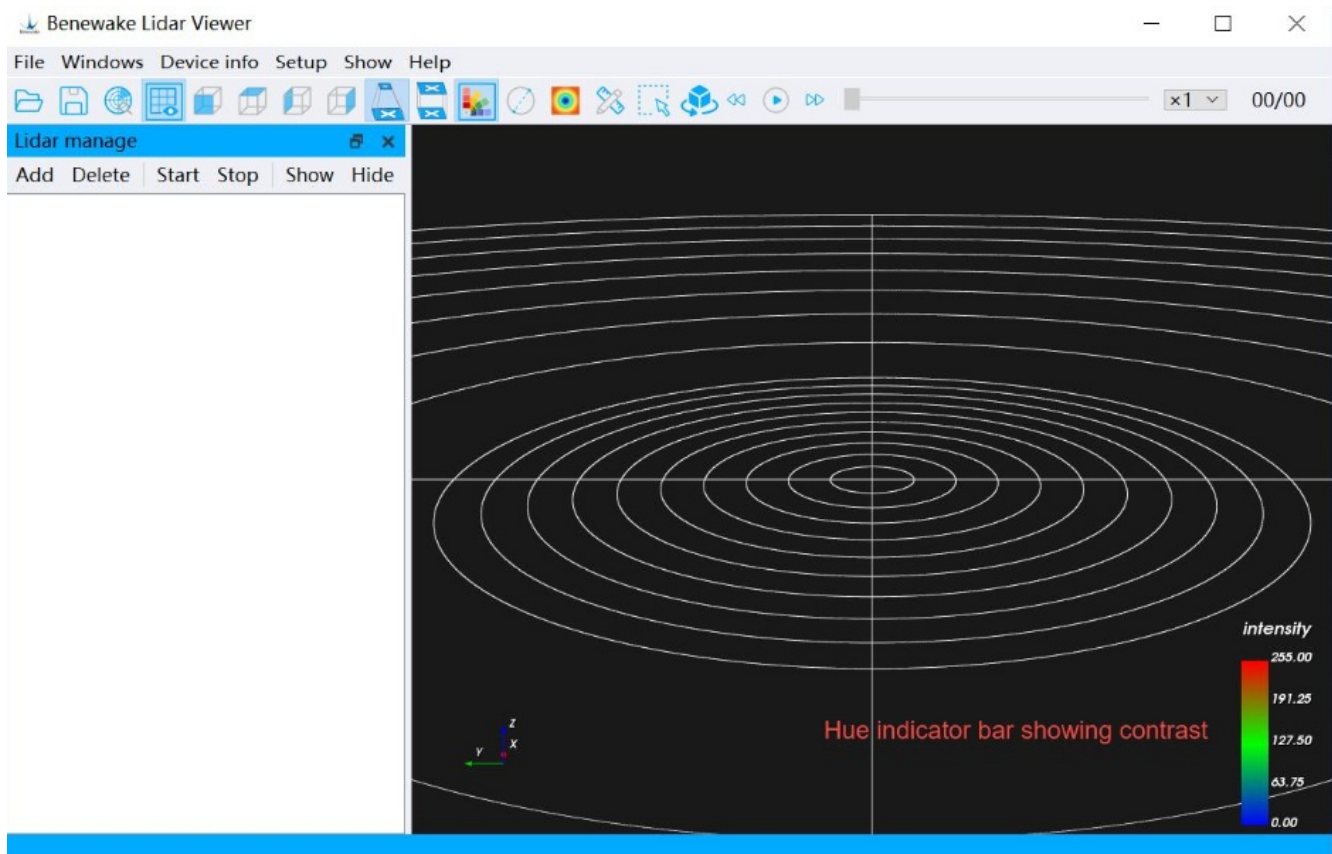 Benewake Lidar Viewer
File Windows Device info Setup Show Help
×1 00/00
Lidar manage
Add Delete Start Stop Show Hide
intensity
255.00
191.25
127.50
63.75
0.00
Hue indicator bar showing contrast
Z
X
Y